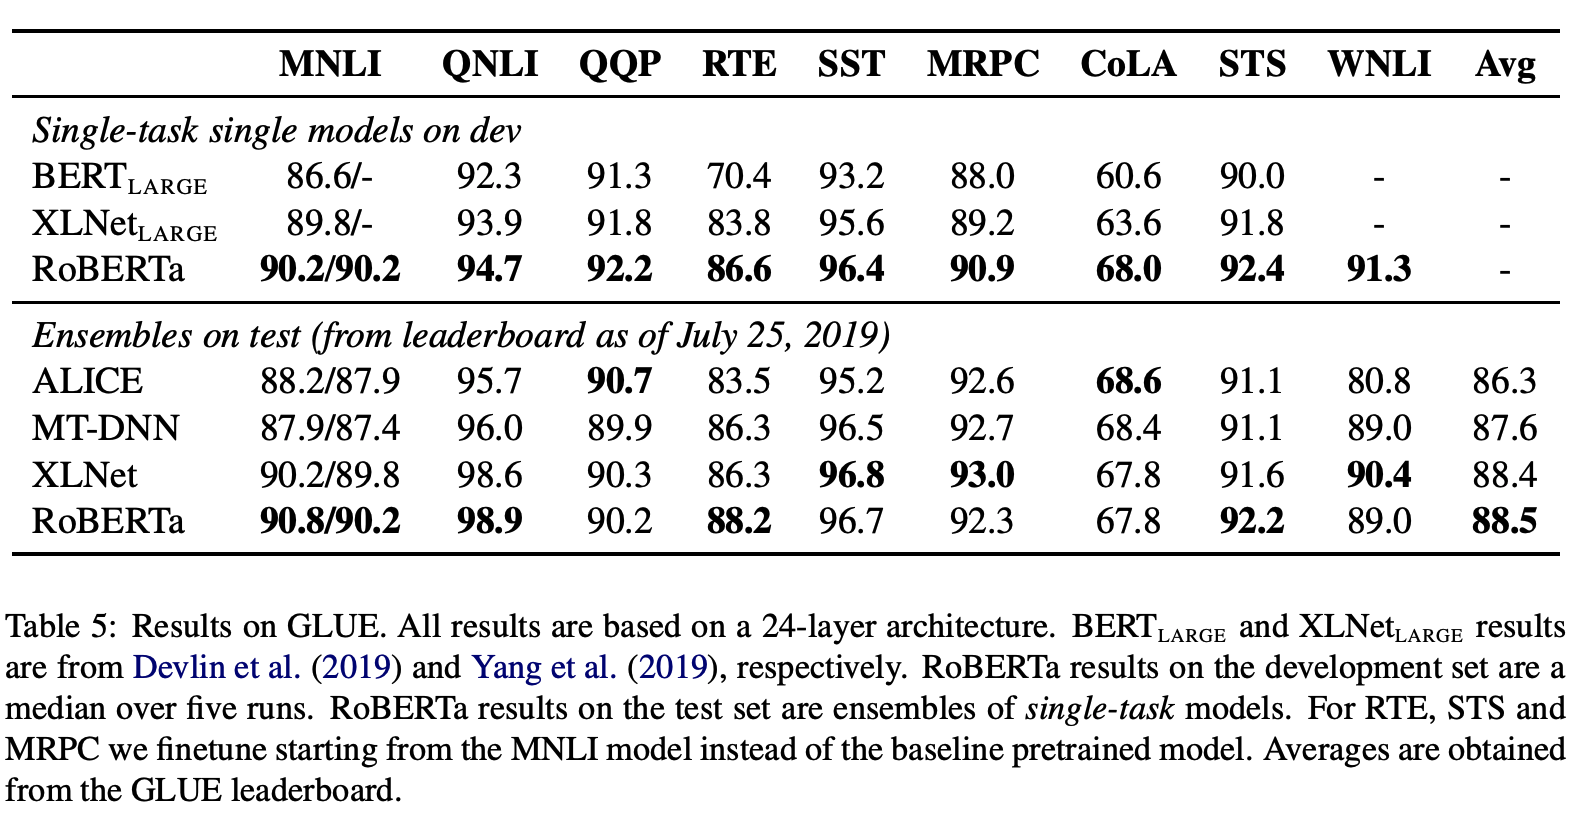 MNLI QNLI QQP RTE SST MRPC CoLA STS WNLI Avg
Single-task single models on dev
BERTLARGE 86.6/- 92.3 91.3 70.4 93.2 88.0 60.6 90.0 - -
XLNetLARGE 89.8/- 93.9 91.8 83.8 95.6 89.2 63.6 91.8 - -
RoBERTa 90.2/90.2 94.7 92.2 86.6 96.4 90.9 68.0 92.4 91.3 -
Ensembles on test (from leaderboard as of July 25, 2019)
ALICE 88.2/87.9 95.7 90.7 83.5 95.2 92.6 68.6 91.1 80.8 86.3
MT-DNN 87.9/87.4 96.0 89.9 86.3 96.5 92.7 68.4 91.1 89.0 87.6
XLNet 90.2/89.8 98.6 90.3 86.3 96.8 93.0 67.8 91.6 90.4 88.4
RoBERTa 90.8/90.2 98.9 90.2 88.2 96.7 92.3 67.8 92.2 89.0 88.5
Table 5: Results on GLUE. All results are based on a 24-layer architecture. BERTLARGE and XLNetLARGE results
are from Devlin et al. (2019) and Yang et al. (2019), respectively. RoBERTa results on the development set are a
median over five runs. RoBERTa results on the test set are ensembles of single-task models. For RTE, STS and
MRPC we finetune starting from the MNLI model instead of the baseline pretrained model. Averages are obtained
from the GLUE leaderboard.